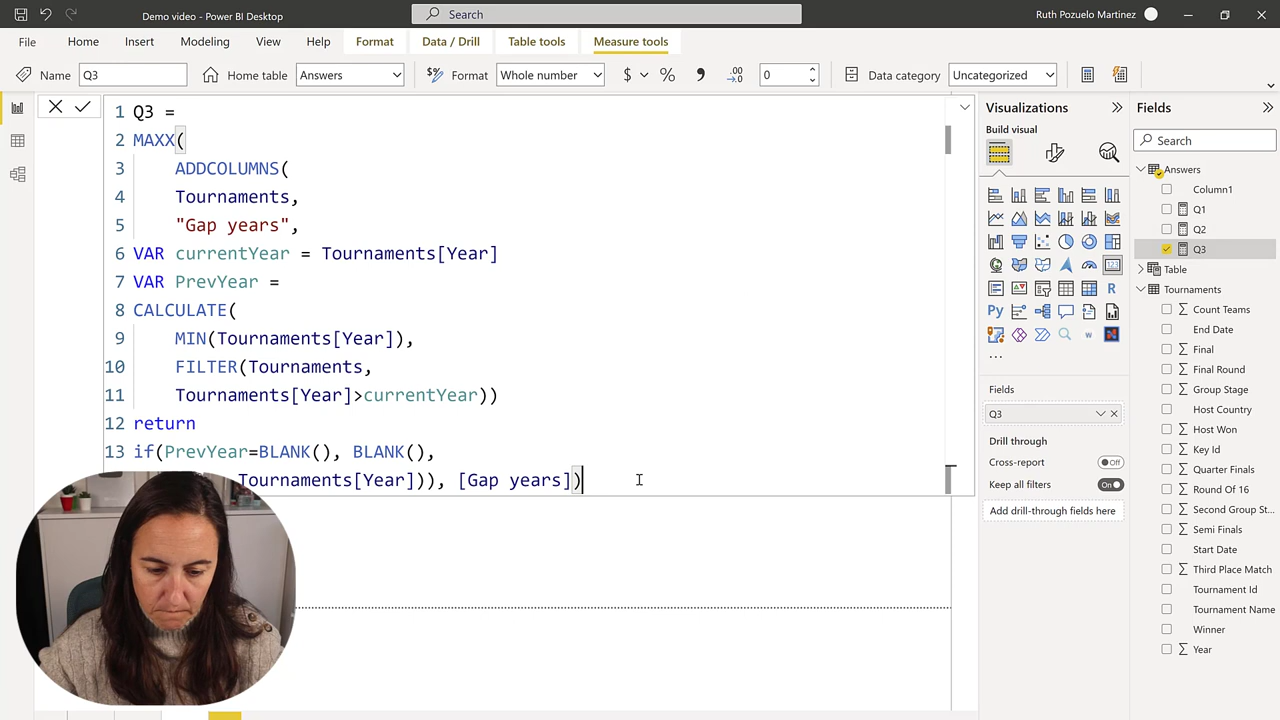 Demo video - Power BI Desktop
Search
Ruth Pozuelo Martinez
File
Home
Insert
Modeling
View
Help
Format
Data / Drill
Table tools
Measure tools
Name
Q3
Home table
Answers
Format
Whole number
$
%
0
Data category
Uncategorized
1 Q3 =
2 MAXX(
3 ADDCOLUMNS(
4 Tournaments,
5 "Gap years",
6 VAR currentYear = Tournaments[Year]
7 VAR PrevYear =
8 CALCULATE(
9 MIN(Tournaments[Year]),
10 FILTER(Tournaments,
11 Tournaments[Year]>currentYear))
12 return
13 if(PrevYear=BLANK(), BLANK(),
Tournaments[Year])), [Gap years])
Visualizations
Build visual
R
Py
123
...
Fields
Q3
Drill through
Cross-report
Off
Keep all filters
On
Add drill-through fields here
Fields
Search
Answers
Column1
Q1
Q2
Q3
Table
Tournaments
Count Teams
End Date
Final
Final Round
Group Stage
Host Country
Host Won
Key Id
Quarter Finals
Round Of 16
Second Group St...
Semi Finals
Start Date
Third Place Match
Tournament Id
Tournament Name
Winner
Year